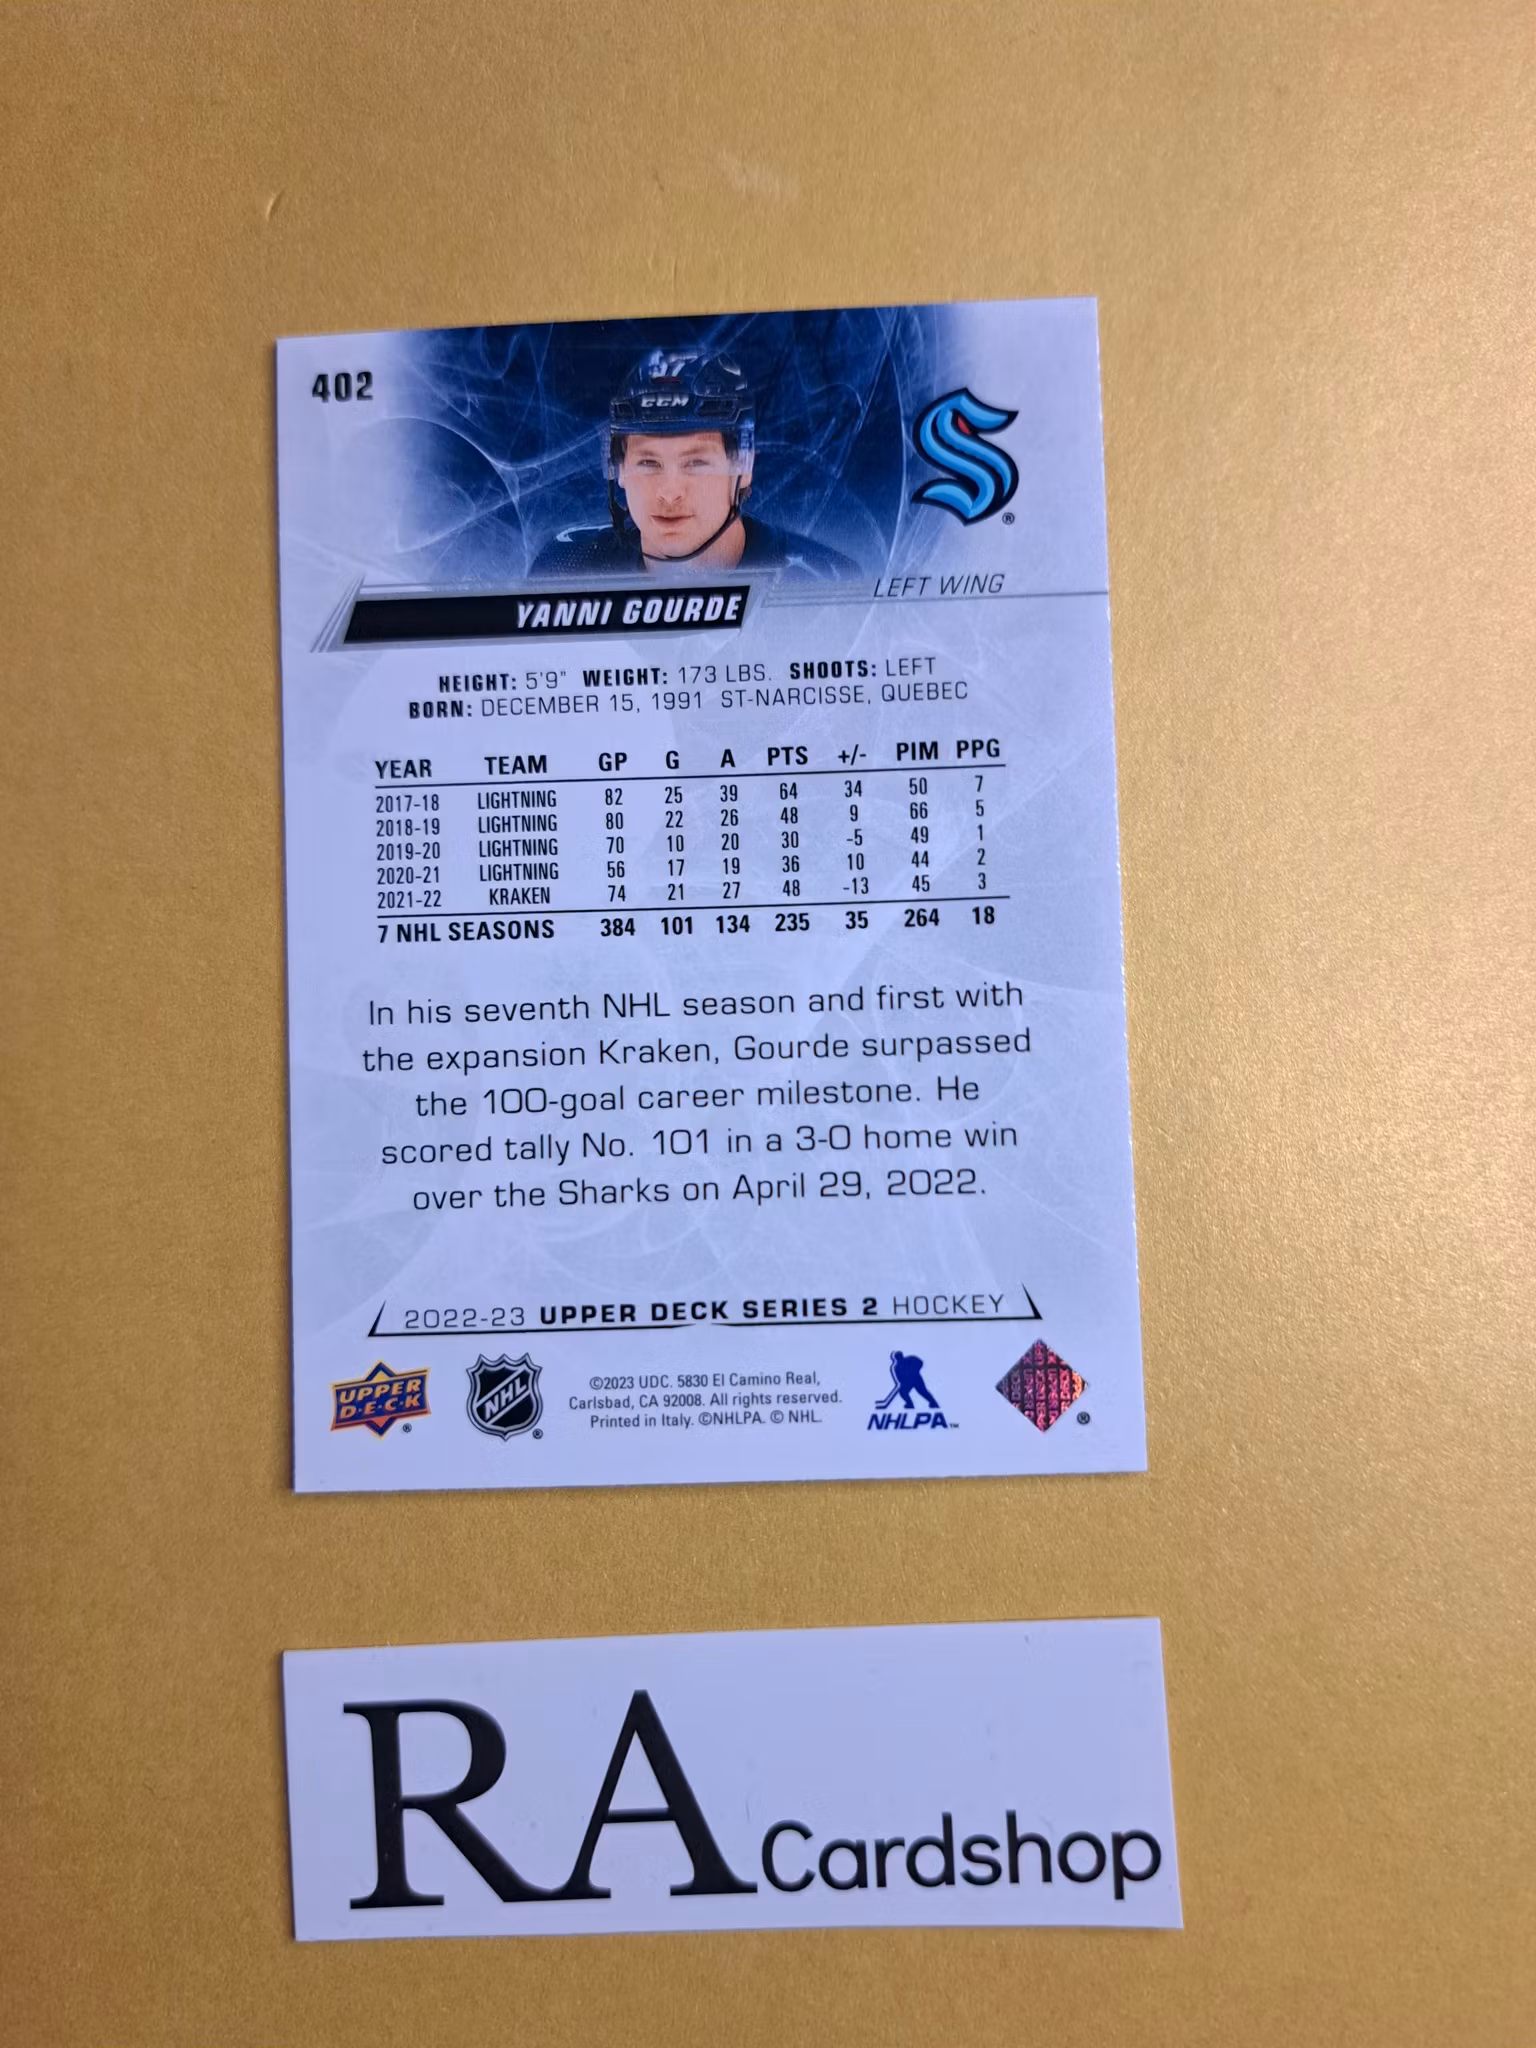 402
37
CCM
®
YANNI GOURDE
LEFT WING
HEIGHT: 5'9" WEIGHT: 173 LBS. SHOOTS: LEFT
BORN: DECEMBER 15, 1991 ST-NARCISSE, QUEBEC
YEAR TEAM GP G A PTS +/- PIM PPG
2017-18 LIGHTNING 82 25 39 64 34 50 7
2018-19 LIGHTNING 80 22 26 48 9 66 5
2019-20 LIGHTNING 70 10 20 30 -5 49 1
2020-21 LIGHTNING 56 17 19 36 10 44 2
2021-22 KRAKEN 74 21 27 48 -13 45 3
7 NHL SEASONS 384 101 134 235 35 264 18
In his seventh NHL season and first with
the expansion Kraken, Gourde surpassed
the 100-goal career milestone. He
scored tally No. 101 in a 3-0 home win
over the Sharks on April 29, 2022.
2022-23 UPPER DECK SERIES 2 HOCKEY
UPPER
D·E·C·K
®
NHL
®
©2023 UDC. 5830 El Camino Real,
Carlsbad, CA 92008. All rights reserved.
Printed in Italy. ©NHLPA. © NHL.
NHLPA™
®
RA Cardshop